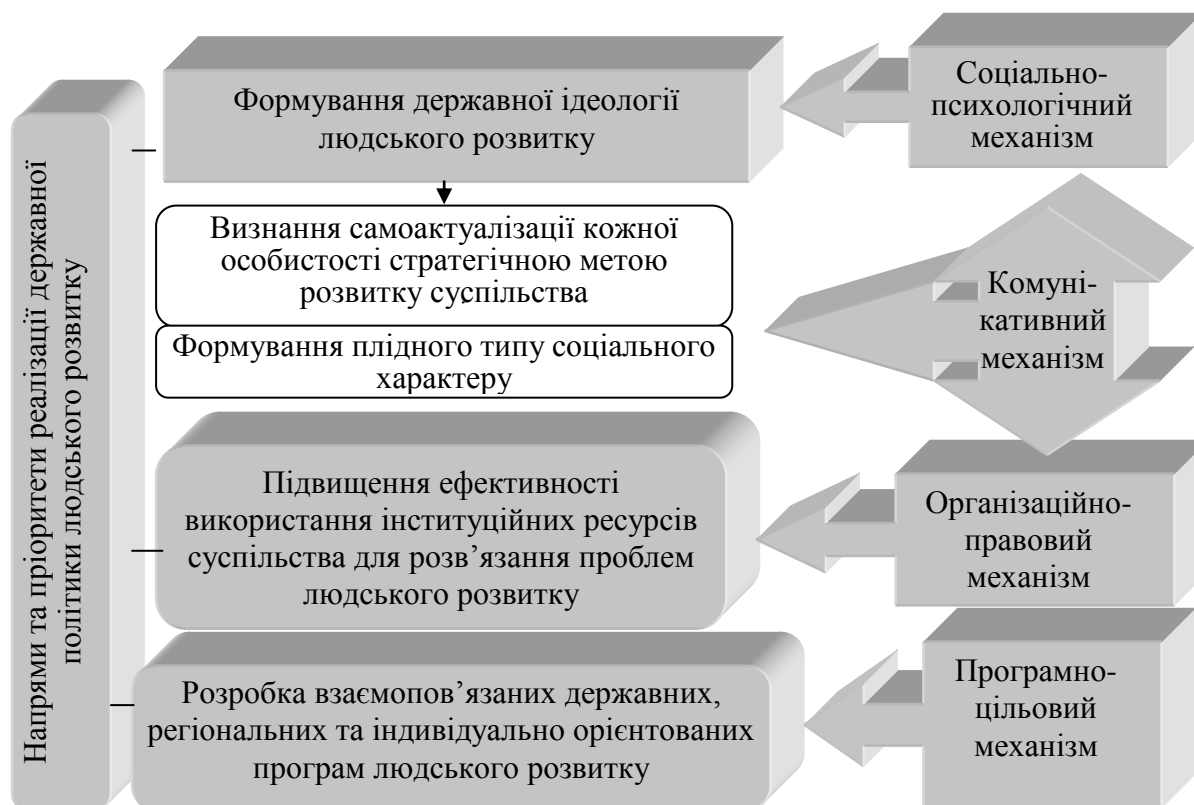 Напрями та пріоритети реалізації державної
політики людського розвитку
Формування державної ідеології
людського розвитку
Соціально-
психологічний
механізм
Визнання самоактуалізації кожної
особистості стратегічною метою
розвитку суспільства
Формування плідного типу соціального
характеру
Комуні-
кативний
механізм
Підвищення ефективності
використання інституційних ресурсів
суспільства для розв’язання проблем
людського розвитку
Організаційно-
правовий
механізм
Розробка взаємопов’язаних державних,
регіональних та індивідуально орієнтованих
програм людського розвитку
Програмно-
цільовий
механізм